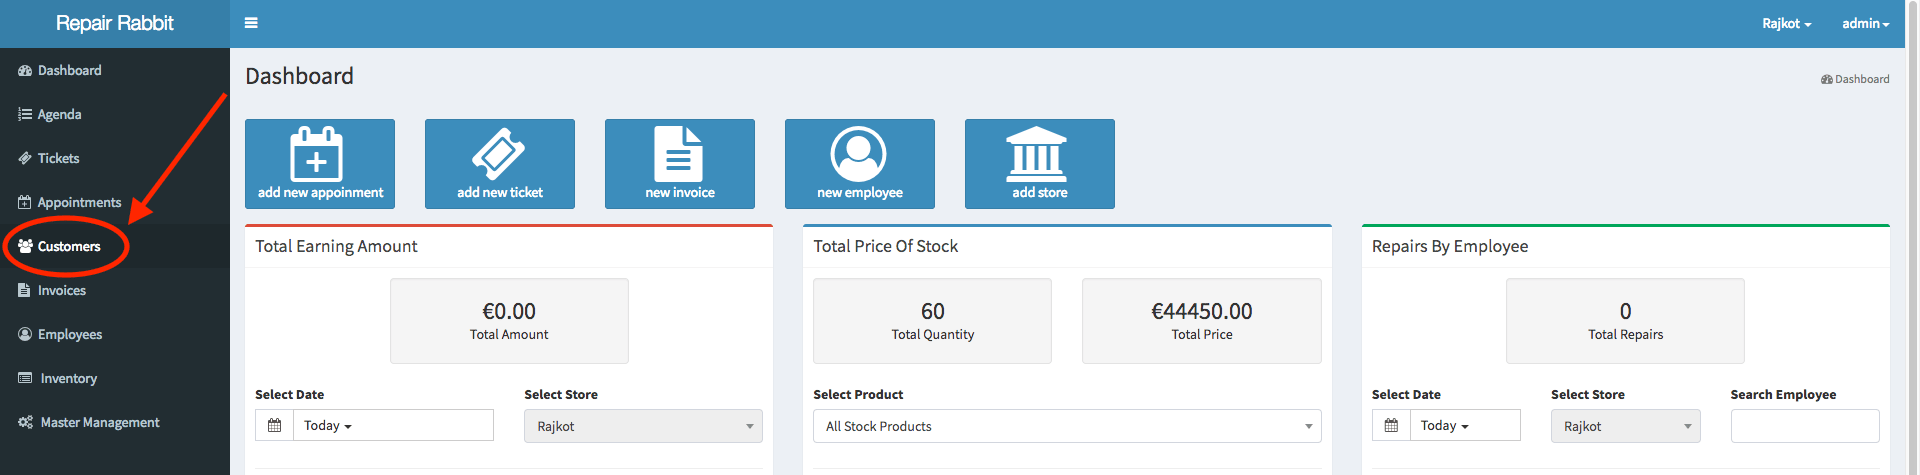 Repair Rabbit
Rajkot
admin
Dashboard
Agenda
Tickets
Appointments
Customers
Invoices
Employees
Inventory
Master Management
Dashboard
Dashboard
add new appoinment
add new ticket
new invoice
new employee
add store
Total Earning Amount
€0.00
Total Amount
Select Date
Today
Select Store
Rajkot
Total Price Of Stock
60
Total Quantity
€44450.00
Total Price
Select Product
All Stock Products
Repairs By Employee
0
Total Repairs
Select Date
Today
Select Store
Rajkot
Search Employee